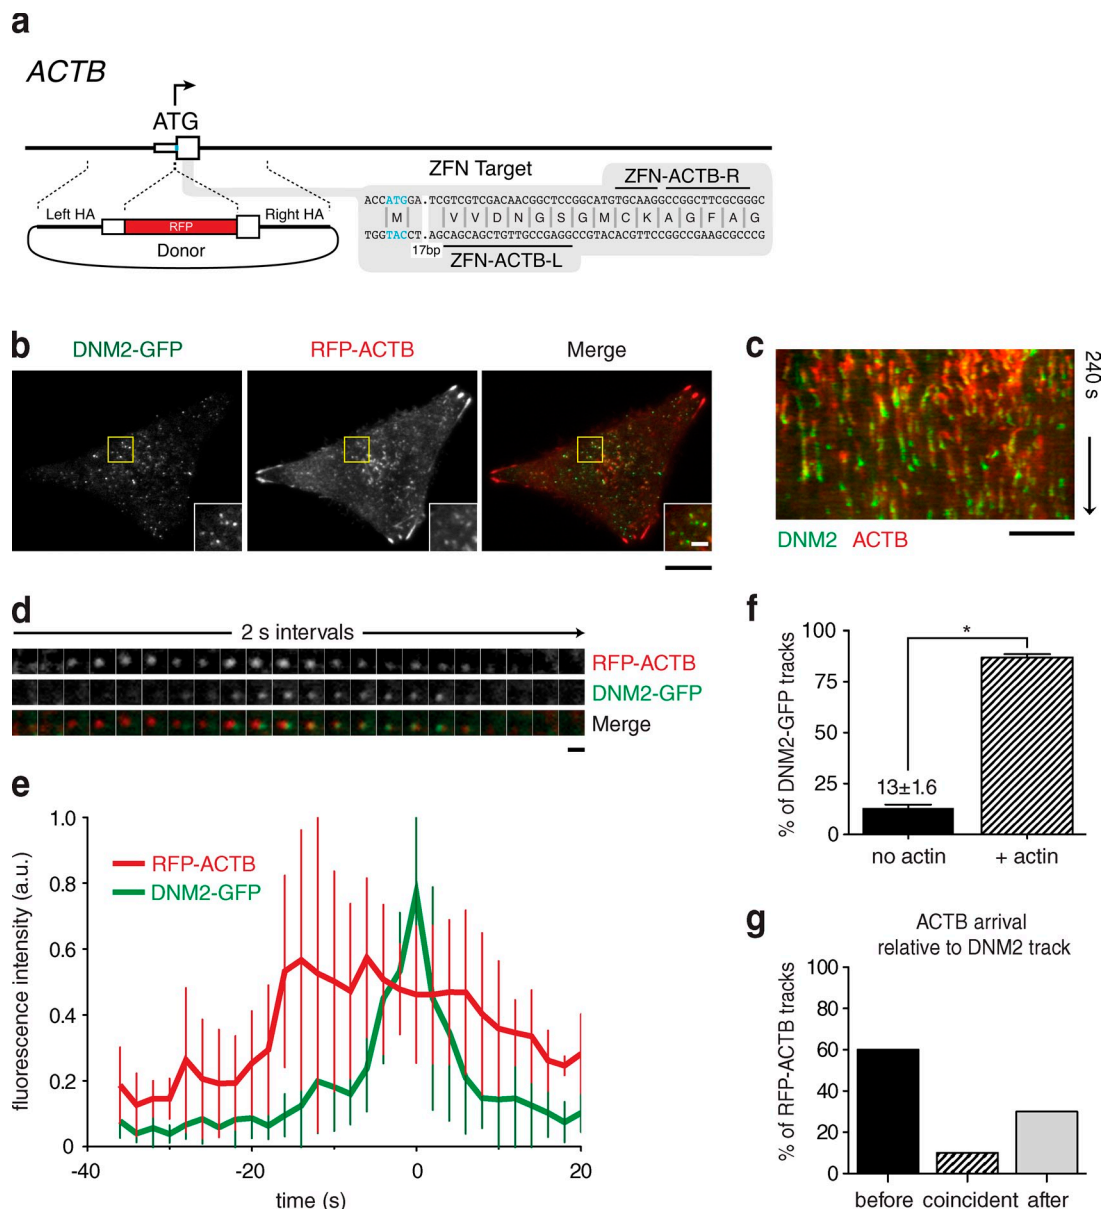 a
ACTB
ATG
ZFN Target
ZFN-ACTB-R
ACCATGGA.TCGTCGTCGACAACGGCTCCGGCATGTGCAAGGCCGGCTTCGCGGGC
M V V D N G S G M C K A G F A G
TGGTACCT.AGCAGCAGCTGTTGCCGAGGCCGTACACGTTCCGGCCGAAGCGCCCG
17bp
ZFN-ACTB-L
Left HA
Right HA
RFP
Donor
b
DNM2-GFP
RFP-ACTB
Merge
c
240 s
DNM2 ACTB
d
2 s intervals
RFP-ACTB
DNM2-GFP
Merge
e
fluorescence intensity (a.u.)
1.0
0.8
0.6
0.4
0.2
0
RFP-ACTB
DNM2-GFP
-40 -20 0 20
time (s)
f
% of DNM2-GFP tracks
100
75
50
25
0
*
13±1.6
no actin + actin
g
ACTB arrival
relative to DNM2 track
% of RFP-ACTB tracks
100
80
60
40
20
0
before coincident after